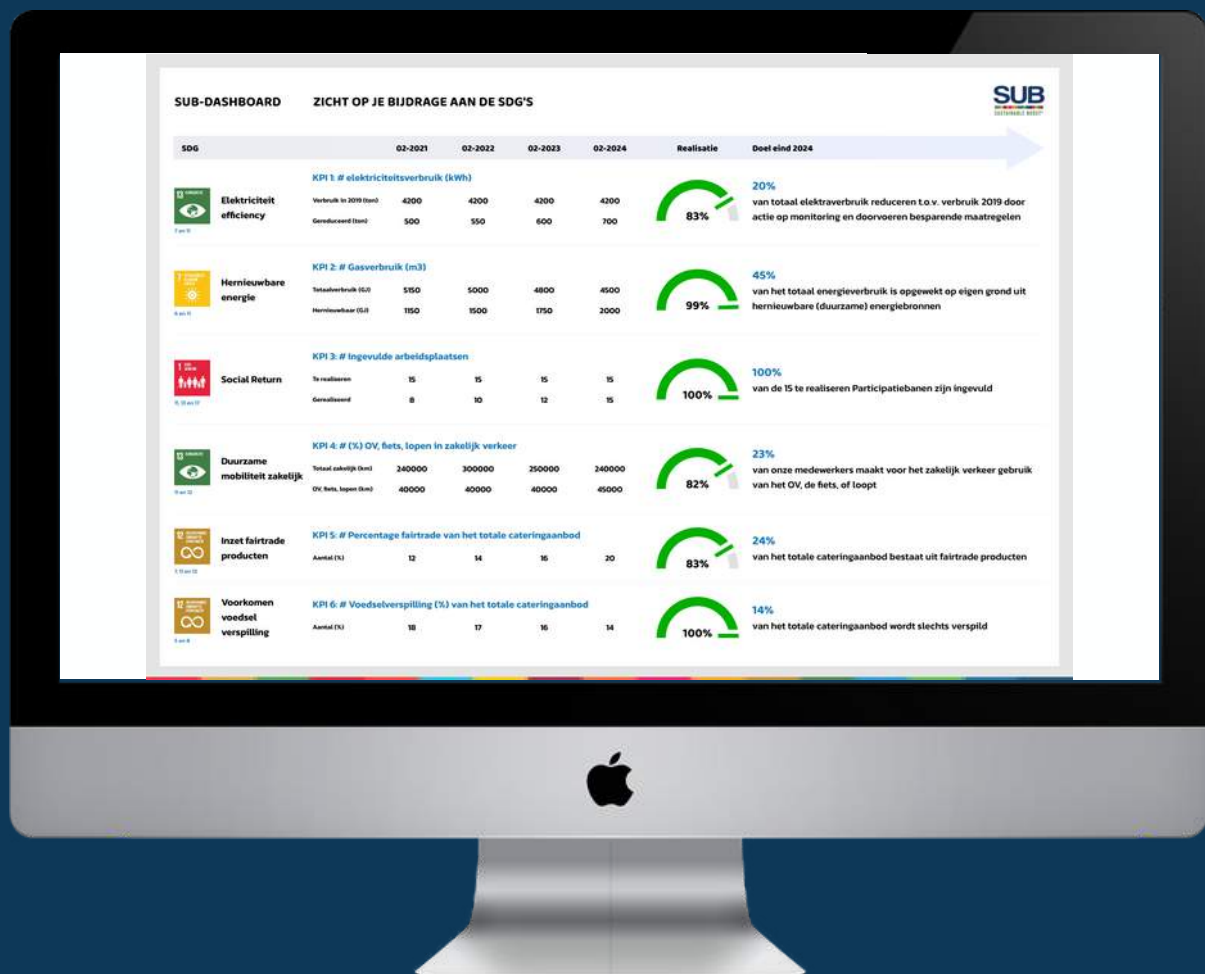 SUB-DASHBOARD ZICHT OP JE BIJDRAGE AAN DE SDG'S
SUB
SDG 02-2021 02-2022 02-2023 02-2024 Realisatie Doel eind 2024
KPI 1: # elektriciteitsverbruik (kWh)
Elektriciteit efficiency
Verbruik in 2019 (ton) 4200 4200 4200 4200
Gereduceerd (ton) 500 550 600 700
83%
20%
van totaal elektraverbruik reduceren t.o.v. verbruik 2019 door
actie op monitoring en doorvoeren besparende maatregelen
KPI 2: # Gasverbruik (m3)
Hernieuwbare
energie
Totaalverbruik (GJ) 5150 5000 4800 4500
Hernieuwbaar (GJ) 1150 1500 1750 2000
99%
45%
van het totaal energieverbruik is opgewekt op eigen grond uit
hernieuwbare (duurzame) energiebronnen
KPI 3: # Ingevulde arbeidsplaatsen
Social Return
Te realiseren 15 15 15 15
Gerealiseerd 8 10 12 15
100%
100%
van de 15 te realiseren Participatiebanen zijn ingevuld
KPI 4: # (%) OV, fiets, lopen in zakelijk verkeer
Duurzame
mobiliteit zakelijk
Totaal zakelijk (km) 240000 300000 250000 240000
OV, fiets, lopen (km) 40000 40000 40000 45000
82%
23%
van onze medewerkers maakt voor het zakelijk verkeer gebruik
van het OV, de fiets, of loopt
KPI 5: # Percentage fairtrade van het totale cateringaanbod
Inzet fairtrade
producten
Aantal (%) 12 14 16 20
83%
24%
van het totale cateringaanbod bestaat uit fairtrade producten
KPI 6: # Voedselverspilling (%) van het totale cateringaanbod
Voorkomen
voedsel
verspilling
Aantal (%) 18 17 16 14
100%
14%
van het totale cateringaanbod wordt slechts verspild